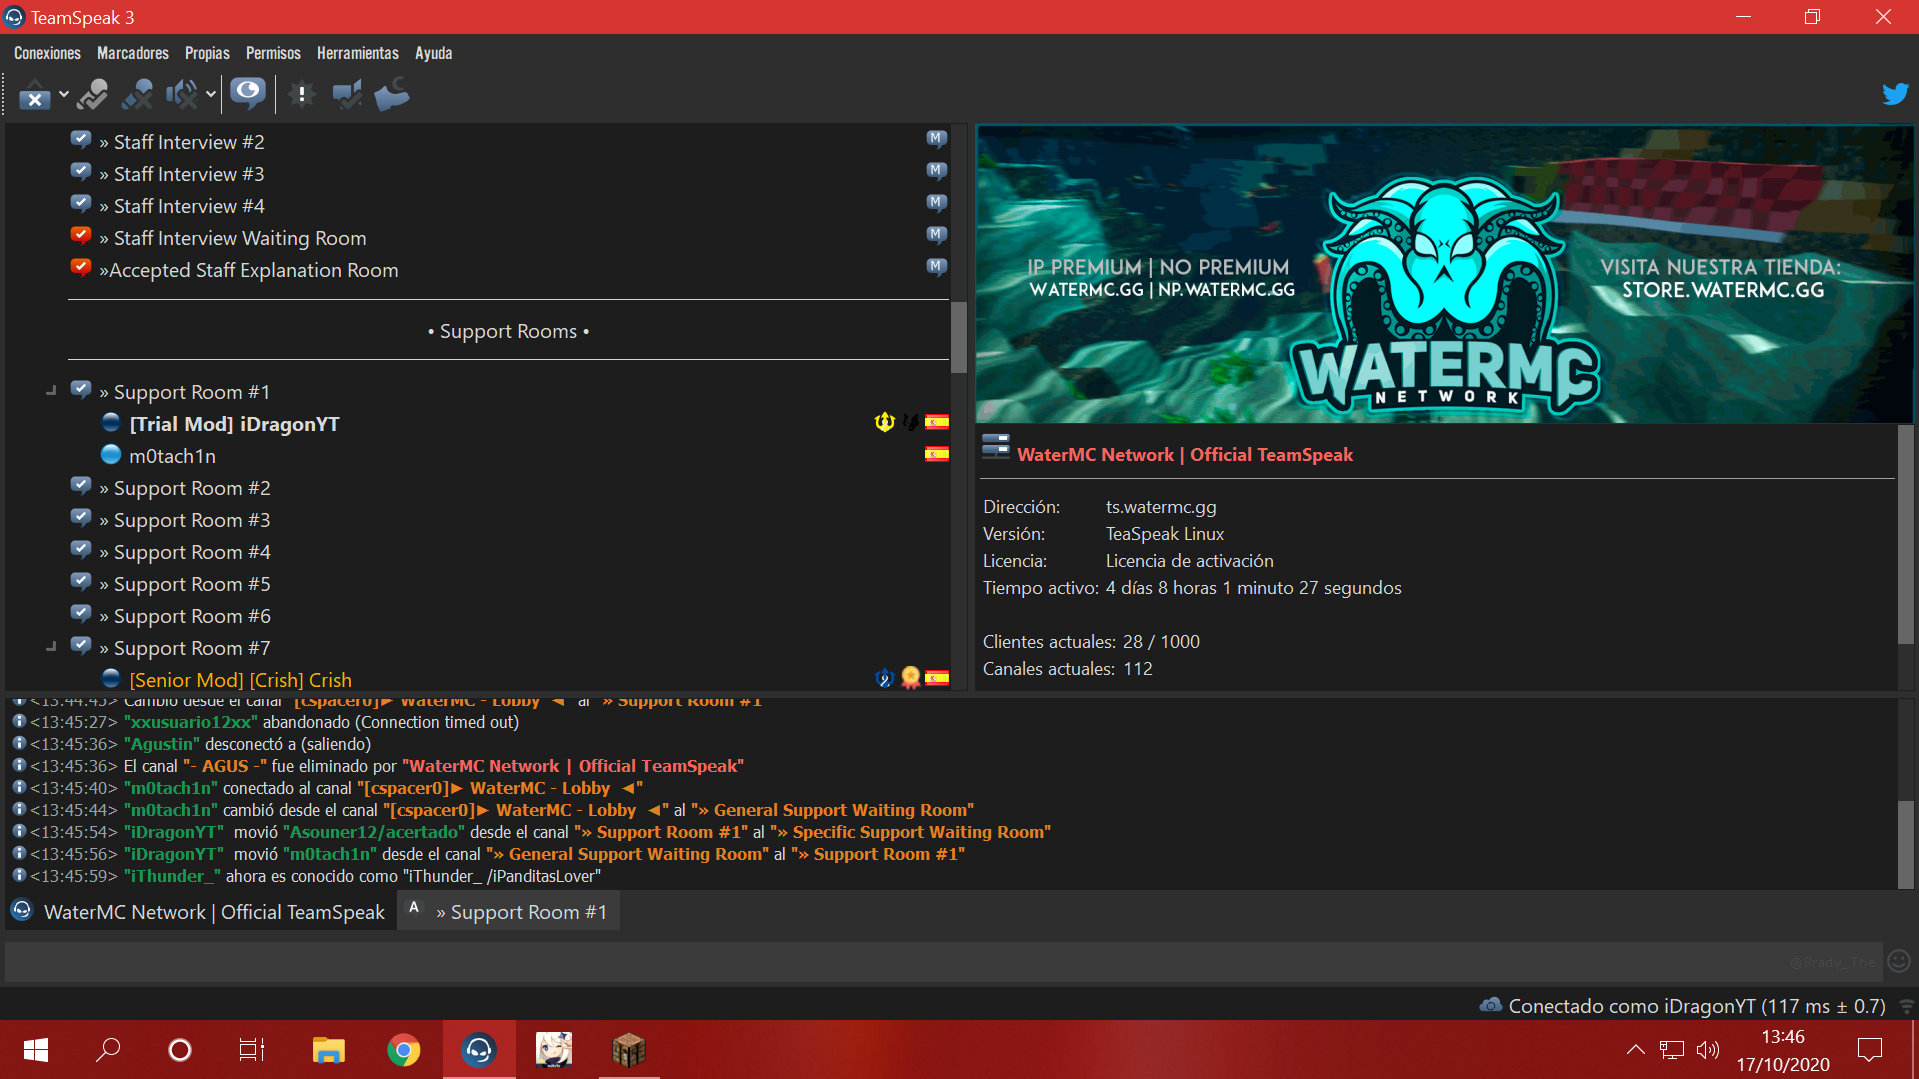 TeamSpeak 3
Conexiones Marcadores Propias Permisos Herramientas Ayuda
» Staff Interview #2
» Staff Interview #3
» Staff Interview #4
» Staff Interview Waiting Room
»Accepted Staff Explanation Room
• Support Rooms •
» Support Room #1
[Trial Mod] iDragonYT
m0tach1n
» Support Room #2
» Support Room #3
» Support Room #4
» Support Room #5
» Support Room #6
» Support Room #7
[Senior Mod] [Crish] Crish
IP PREMIUM | NO PREMIUM
WATERMC.GG | NP.WATERMC.GG
WATERMC
NETWORK
VISITA NUESTRA TIENDA:
STORE.WATERMC.GG
WaterMC Network | Official TeamSpeak
Dirección: ts.watermc.gg
Versión: TeaSpeak Linux
Licencia: Licencia de activación
Tiempo activo: 4 días 8 horas 1 minuto 27 segundos
Clientes actuales: 28 / 1000
Canales actuales: 112
<13:44:45> Cambió desde el canal "[cspacer0]► WaterMC - Lobby ◄" al "» Support Room #1"
<13:45:27> "xxusuario12xx" abandonado (Connection timed out)
<13:45:36> "Agustin" desconectó a (saliendo)
<13:45:36> El canal "- AGUS -" fue eliminado por "WaterMC Network | Official TeamSpeak"
<13:45:40> "m0tach1n" conectado al canal "[cspacer0]► WaterMC - Lobby ◄"
<13:45:44> "m0tach1n" cambió desde el canal "[cspacer0]► WaterMC - Lobby ◄" al "» General Support Waiting Room"
<13:45:54> "iDragonYT" movió "Asouner12/acertado" desde el canal "» Support Room #1" al "» Specific Support Waiting Room"
<13:45:56> "iDragonYT" movió "m0tach1n" desde el canal "» General Support Waiting Room" al "» Support Room #1"
<13:45:59> "iThunder_" ahora es conocido como "iThunder_ /iPanditasLover"
WaterMC Network | Official TeamSpeak
A » Support Room #1
@Brady_The
Conectado como iDragonYT (117 ms ± 0.7)
13:46
17/10/2020